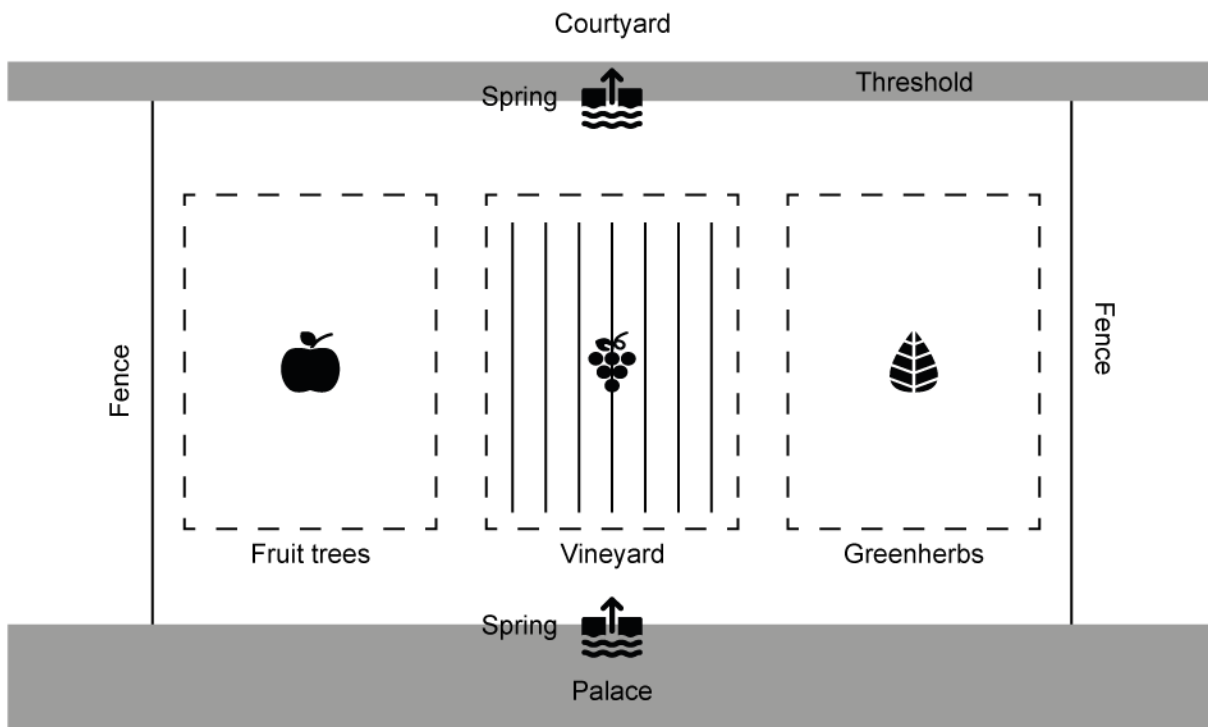 Courtyard
Threshold
Spring
Fence
Fence
Fruit trees
Vineyard
Greenherbs
Spring
Palace